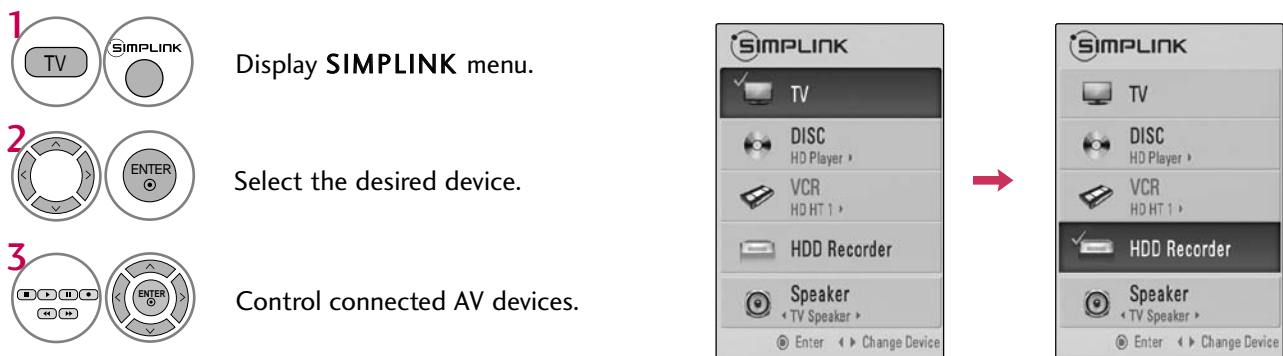 1
TV
SIMPLINK
Display SIMPLINK menu.
2
ENTER
Select the desired device.
3
ENTER
Control connected AV devices.
SIMPLINK
TV
DISC
HD Player
VCR
HD HT 1
HDD Recorder
Speaker
TV Speaker
Enter Change Device
SIMPLINK
TV
DISC
HD Player
VCR
HD HT 1
HDD Recorder
Speaker
TV Speaker
Enter Change Device